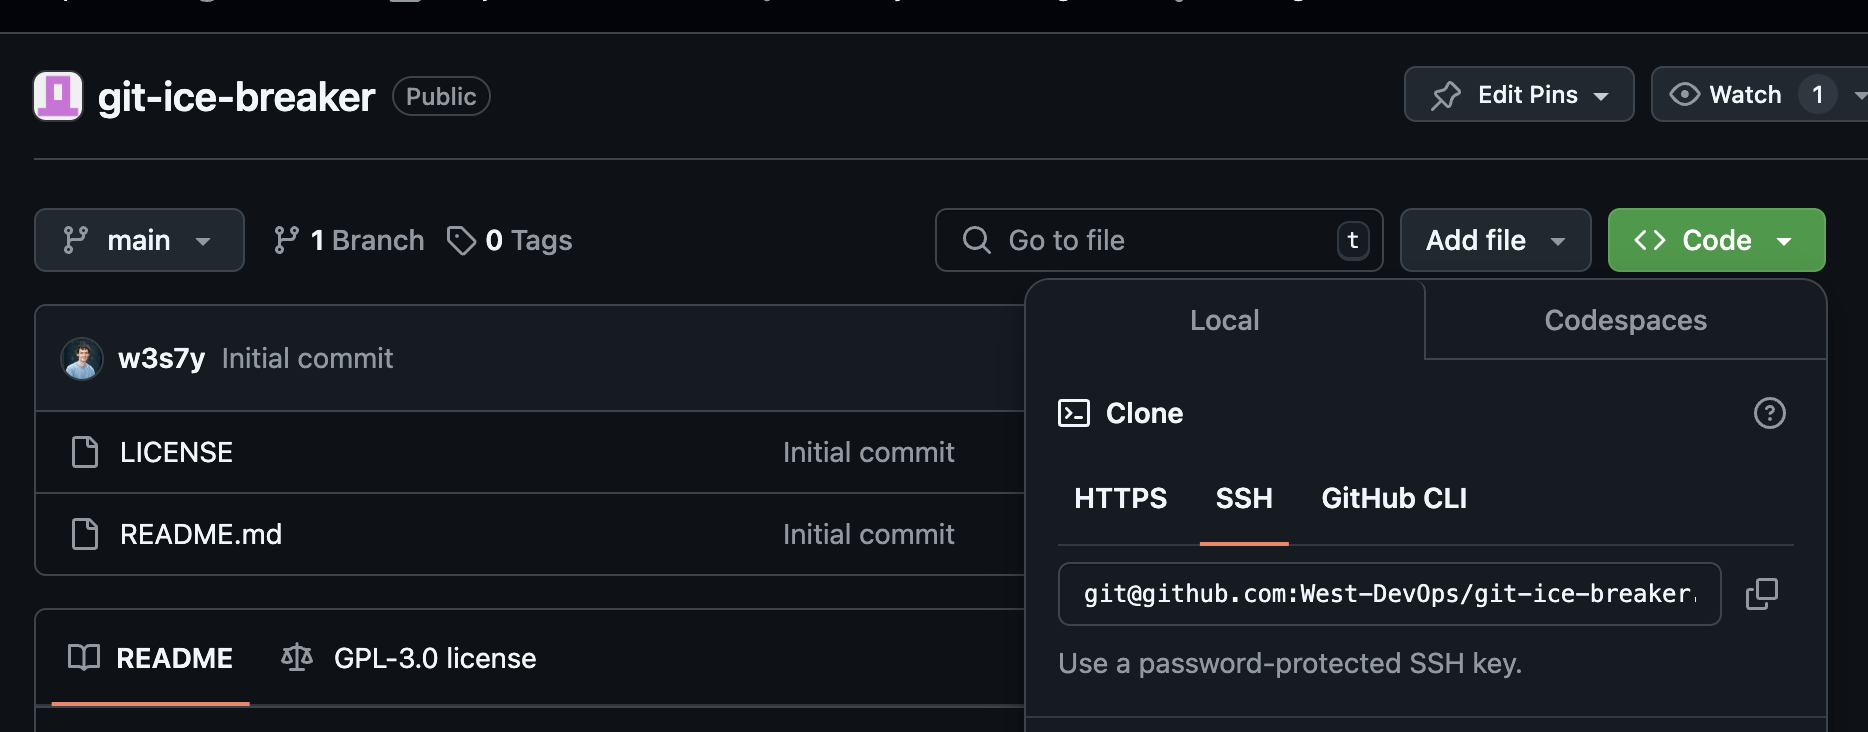 git-ice-breaker Public Edit Pins Watch 1
main 1 Branch 0 Tags Go to file t Add file Code
Local Codespaces
w3s7y Initial commit
Clone
LICENSE Initial commit
HTTPS SSH GitHub CLI
README.md Initial commit
git@github.com:West-DevOps/git-ice-breaker.
README GPL-3.0 license
Use a password-protected SSH key.